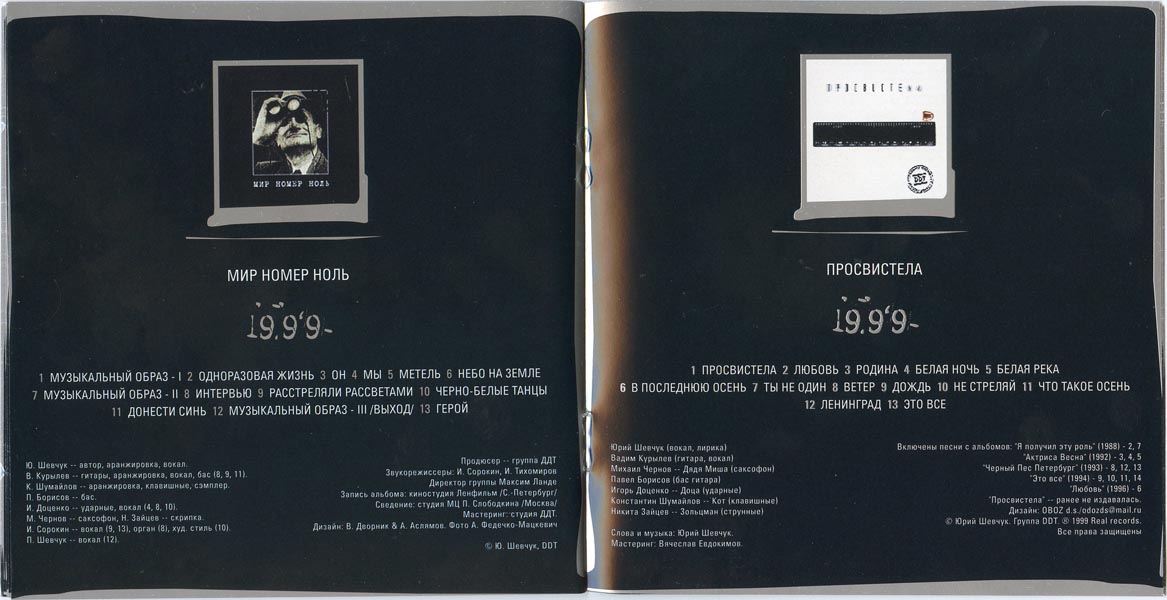 МИР НОМЕР НОЛЬ
МИР НОМЕР НОЛЬ
19.9'9-
1 МУЗЫКАЛЬНЫЙ ОБРАЗ - I 2 ОДНОРАЗОВАЯ ЖИЗНЬ 3 ОН 4 МЫ 5 МЕТЕЛЬ 6 НЕБО НА ЗЕМЛЕ
7 МУЗЫКАЛЬНЫЙ ОБРАЗ - II 8 ИНТЕРВЬЮ 9 РАССТРЕЛЯЛИ РАССВЕТАМИ 10 ЧЕРНО-БЕЛЫЕ ТАНЦЫ
11 ДОНЕСТИ СИНЬ 12 МУЗЫКАЛЬНЫЙ ОБРАЗ - III /ВЫХОД/ 13 ГЕРОЙ
Ю. Шевчук -- автор, аранжировка, вокал.
В. Курылев -- гитары, аранжировка, вокал, бас (8, 9, 11).
К. Шумайлов -- аранжировка, клавишные, сэмплер.
П. Борисов -- бас.
И. Доценко -- ударные, вокал (4, 8, 10).
М. Чернов -- саксофон, Н. Зайцев -- скрипка.
И. Сорокин -- вокал (9, 13), орган (8), худ. стиль (10).
П. Шевчук -- вокал (12).
Продюсер -- группа ДДТ
Звукорежиссеры: И. Сорокин, И. Тихомиров
Директор группы Максим Ланде
Запись альбома: киностудия Ленфильм /С.-Петербург/
Сведение: студия МЦ П. Слободкина /Москва/
Мастеринг: студия ДДТ.
Дизайн: В. Дворник & А. Аслямов. Фото А. Федечко-Мацкевич
© Ю. Шевчук, DDT
ПРОСВИСТЕЛА
DDT
ПРОСВИСТЕЛА
19.9'9-
1 ПРОСВИСТЕЛА 2 ЛЮБОВЬ 3 РОДИНА 4 БЕЛАЯ НОЧЬ 5 БЕЛАЯ РЕКА
6 В ПОСЛЕДНЮЮ ОСЕНЬ 7 ТЫ НЕ ОДИН 8 ВЕТЕР 9 ДОЖДЬ 10 НЕ СТРЕЛЯЙ 11 ЧТО ТАКОЕ ОСЕНЬ
12 ЛЕНИНГРАД 13 ЭТО ВСЕ
Юрий Шевчук (вокал, лирика)
Вадим Курылев (гитара, вокал)
Михаил Чернов -- Дядя Миша (саксофон)
Павел Борисов (бас гитара)
Игорь Доценко -- Доца (ударные)
Константин Шумайлов -- Кот (клавишные)
Никита Зайцев -- Зольцман (струнные)
Слова и музыка: Юрий Шевчук.
Мастеринг: Вячеслав Евдокимов.
Включены песни с альбомов: "Я получил эту роль" (1988) - 2, 7
"Актриса Весна" (1992) - 3, 4, 5
"Черный Пес Петербург" (1993) - 8, 12, 13
"Это все" (1994) - 9, 10, 11, 14
"Любовь" (1996) - 6
"Просвистела" -- ранее не издавалась.
Дизайн: OBOZ d.s./odozds@mail.ru
© Юрий Шевчук. Группа DDT. ® 1999 Real records.
Все права защищены